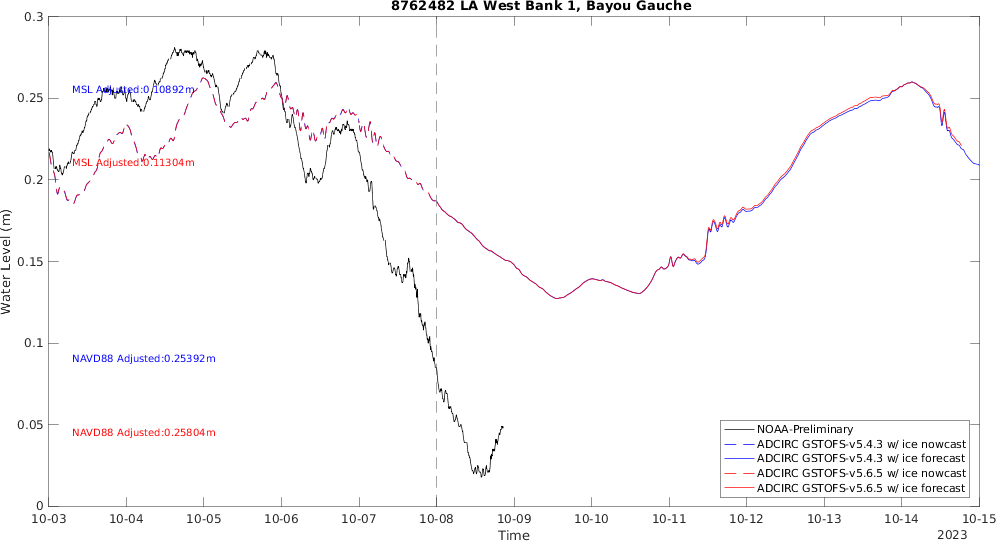 8762482 LA West Bank 1, Bayou Gauche
Water Level (m)
0.3
0.25
0.2
0.15
0.1
0.05
0
MSL Adjusted:0.10892m
MSL Adjusted:0.11304m
NAVD88 Adjusted:0.25392m
NAVD88 Adjusted:0.25804m
NOAA-Preliminary
ADCIRC GSTOFS-v5.4.3 w/ ice nowcast
ADCIRC GSTOFS-v5.4.3 w/ ice forecast
ADCIRC GSTOFS-v5.6.5 w/ ice nowcast
ADCIRC GSTOFS-v5.6.5 w/ ice forecast
10-03 10-04 10-05 10-06 10-07 10-08 10-09 10-10 10-11 10-12 10-13 10-14 10-15
Time
2023